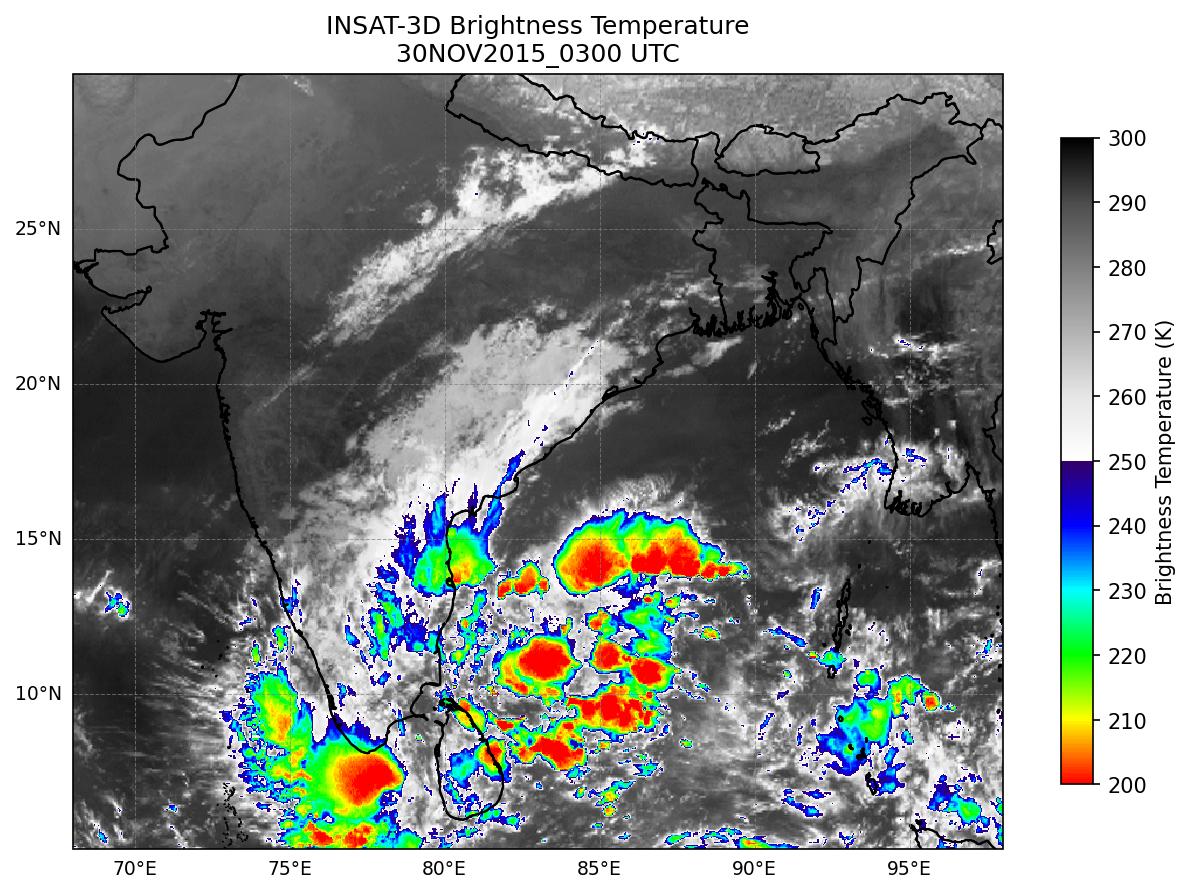 INSAT-3D Brightness Temperature
30NOV2015_0300 UTC
25°N
20°N
15°N
10°N
70°E
75°E
80°E
85°E
90°E
95°E
300
290
280
270
260
250
240
230
220
210
200
Brightness Temperature (K)